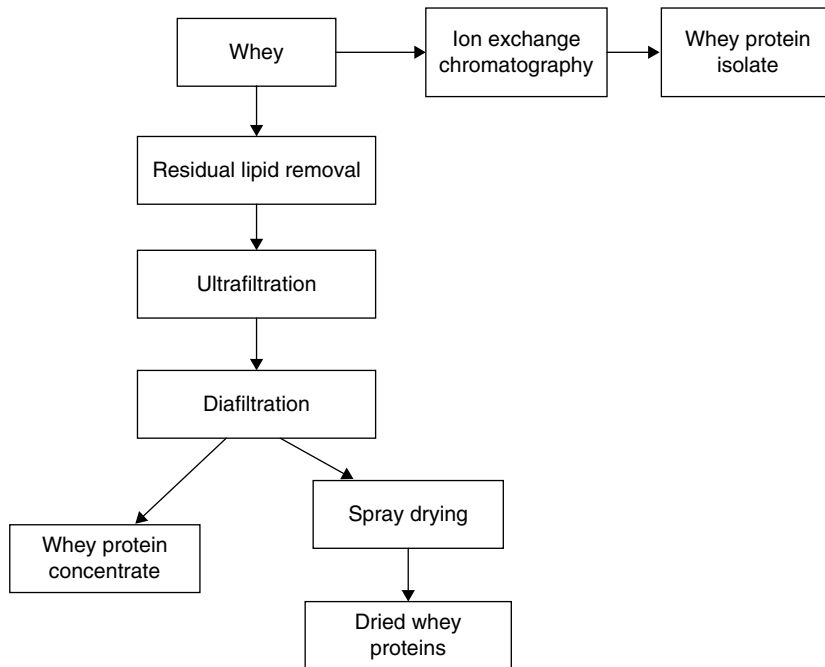 Whey
Ion exchange
chromatography
Whey protein
isolate
Residual lipid removal
Ultrafiltration
Diafiltration
Spray drying
Whey protein
concentrate
Dried whey
proteins